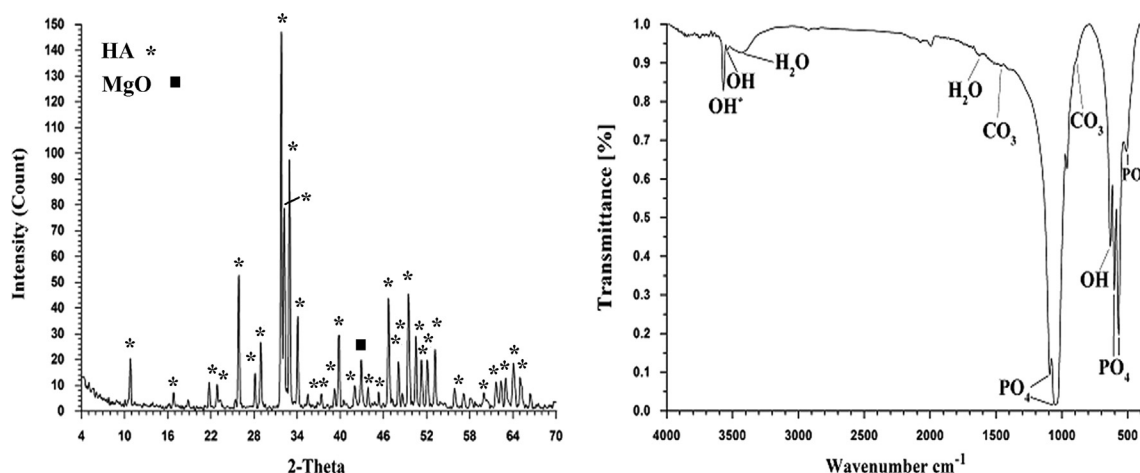 150
140
130
120
110
100
90
80
70
60
50
40
30
20
10
0
Intensity (Count)
HA *
MgO ■
* * * * * * * * * * * * * * * * * * * * * * * * * * * * * * *
4 10 16 22 28 34 40 46 52 58 64 70
2-Theta
1
0.9
0.8
0.7
0.6
0.5
0.4
0.3
0.2
0.1
0
Transmittance [%]
OH
H₂O
OH*
H₂O
CO₃
CO₃
PO
OH
PO₄
PO₄
4000 3500 3000 2500 2000 1500 1000 500
Wavenumber cm⁻¹